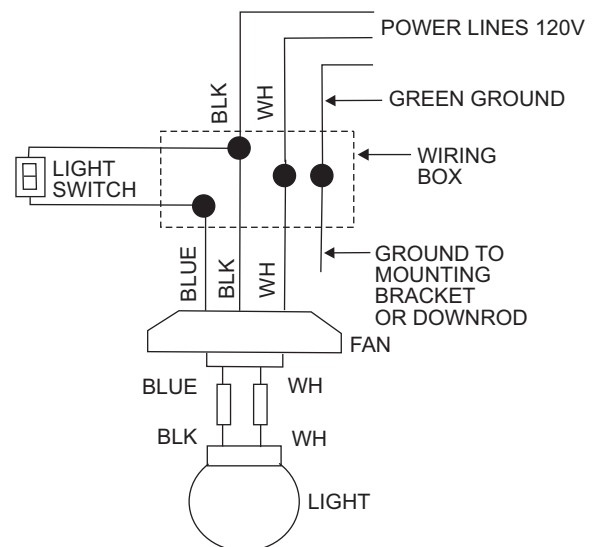 POWER LINES 120V
BLK
WH
GREEN GROUND
LIGHT
SWITCH
WIRING
BOX
BLUE
BLK
WH
GROUND TO
MOUNTING
BRACKET
OR DOWNROD
FAN
BLUE
WH
BLK
WH
LIGHT